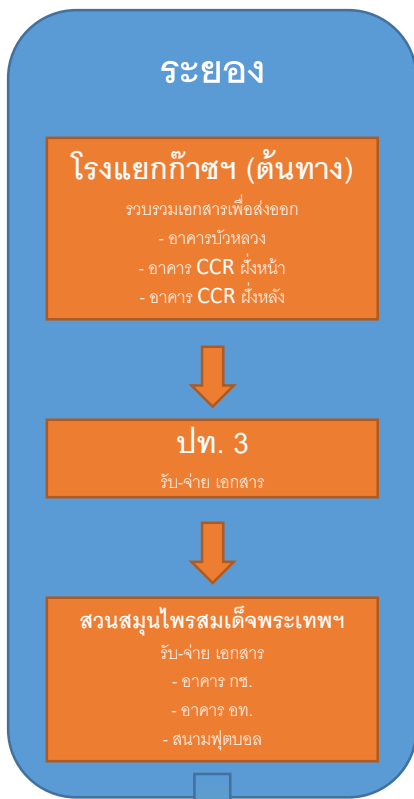 ระยอง
โรงแยกก๊าซฯ (ต้นทาง)
รวบรวมเอกสารเพื่อส่งออก
- อาคารบัวหลวง
- อาคาร CCR ฝั่งหน้า
- อาคาร CCR ฝั่งหลัง
ปท. 3
รับ-จ่าย เอกสาร
สวนสมุนไพรสมเด็จพระเทพฯ
รับ-จ่าย เอกสาร
- อาคาร กช.
- อาคาร อท.
- สนามฟุตบอล